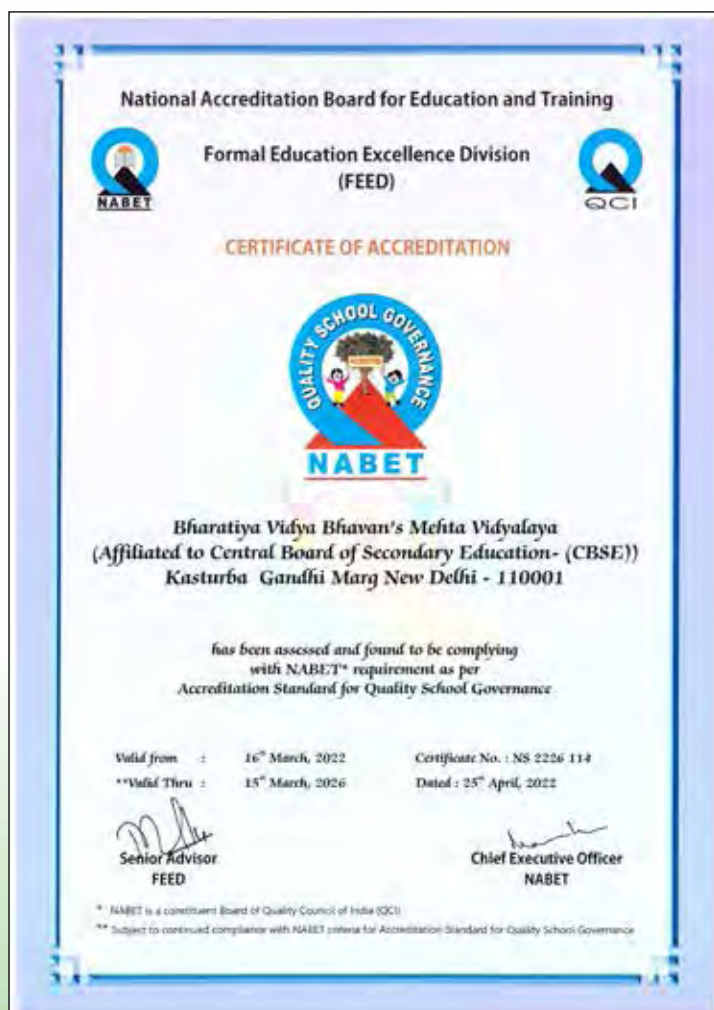 National Accreditation Board for Education and Training
Formal Education Excellence Division
(FEED)
NABET
QCI
CERTIFICATE OF ACCREDITATION
QUALITY SCHOOL GOVERNANCE
NABET
Bharatiya Vidya Bhavan's Mehta Vidyalaya
(Affiliated to Central Board of Secondary Education- (CBSE))
Kasturba Gandhi Marg New Delhi - 110001
has been assessed and found to be complying
with NABET* requirement as per
Accreditation Standard for Quality School Governance
Valid from : 16th March, 2022 Certificate No. : NS 2226 114
**Valid Thru : 15th March, 2026 Dated : 25th April, 2022
Senior Advisor
FEED
Chief Executive Officer
NABET
* NABET is a constituent Board of Quality Council of India (QCI)
** Subject to continued compliance with NABET criteria for Accreditation Standard for Quality School Governance